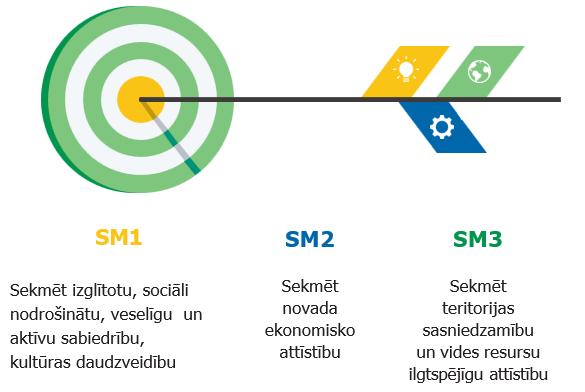 SM1
Sekmēt izglītotu, sociāli
nodrošinātu, veselīgu un
aktīvu sabiedrību,
kultūras daudzveidību
SM2
Sekmēt
novada
ekonomisko
attīstību
SM3
Sekmēt
teritorijas
sasniedzamību
un vides resursu
ilgtspējīgu attīstību